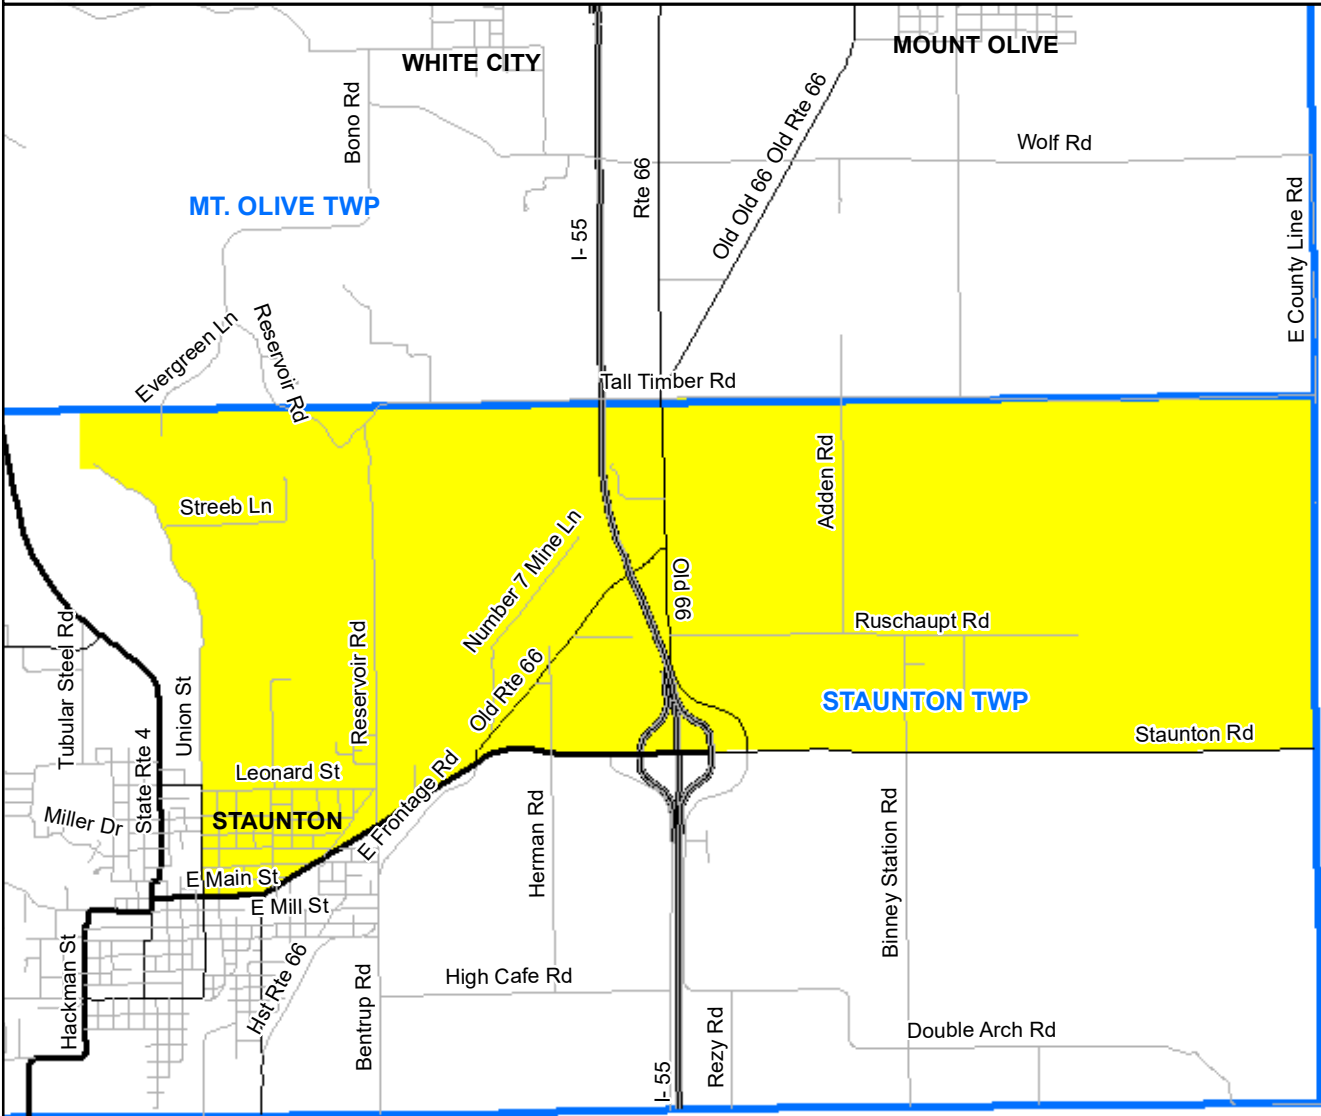 MOUNT OLIVE
WHITE CITY
Bono Rd
Old Old 66 Old Rte 66
Wolf Rd
Rte 66
MT. OLIVE TWP
I- 55
E County Line Rd
Evergreen Ln
Reservoir Rd
Tall Timber Rd
Adden Rd
Streeb Ln
Number 7 Mine Ln
Old 66
Ruschaupt Rd
Tubular Steel Rd
Union St
Reservoir Rd
Old Rte 66
STAUNTON TWP
Staunton Rd
State Rte 4
Leonard St
E Frontage Rd
Miller Dr
STAUNTON
Herman Rd
Binney Station Rd
E Main St
E Mill St
Hackman St
Hst Rte 66
Bentrup Rd
High Cafe Rd
Rezy Rd
Double Arch Rd
I- 55